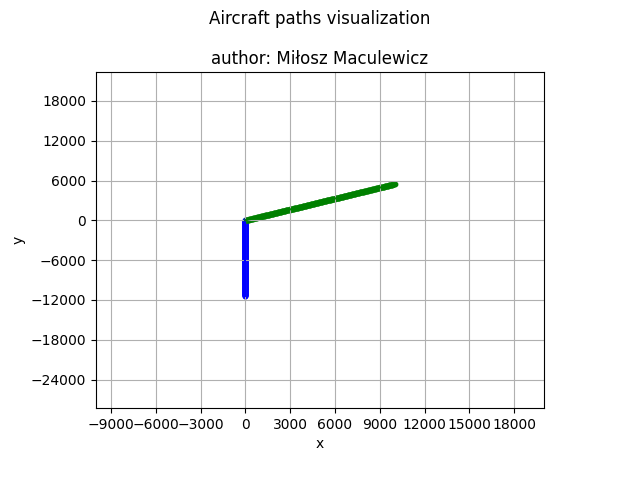 Aircraft paths visualization
author: Miłosz Maculewicz
18000
12000
6000
0
−6000
−12000
−18000
−24000
y
−9000 −6000 −3000 0 3000 6000 9000 12000 15000 18000
x